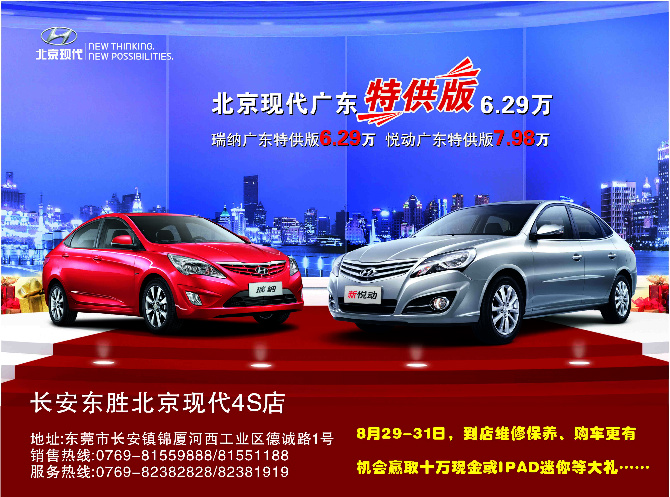 北京现代
NEW THINKING.
NEW POSSIBILITIES.
北京现代广东特供版6.29万
瑞纳广东特供版6.29万 悦动广东特供版7.98万
瑞纳
新悦动
长安东胜北京现代4S店
地址:东莞市长安镇锦厦河西工业区德诚路1号
销售热线:0769-81559888/81551188
服务热线:0769-82382828/82381919
8月29-31日，到店维修保养、购车更有
机会赢取十万现金或IPAD迷你等大礼……